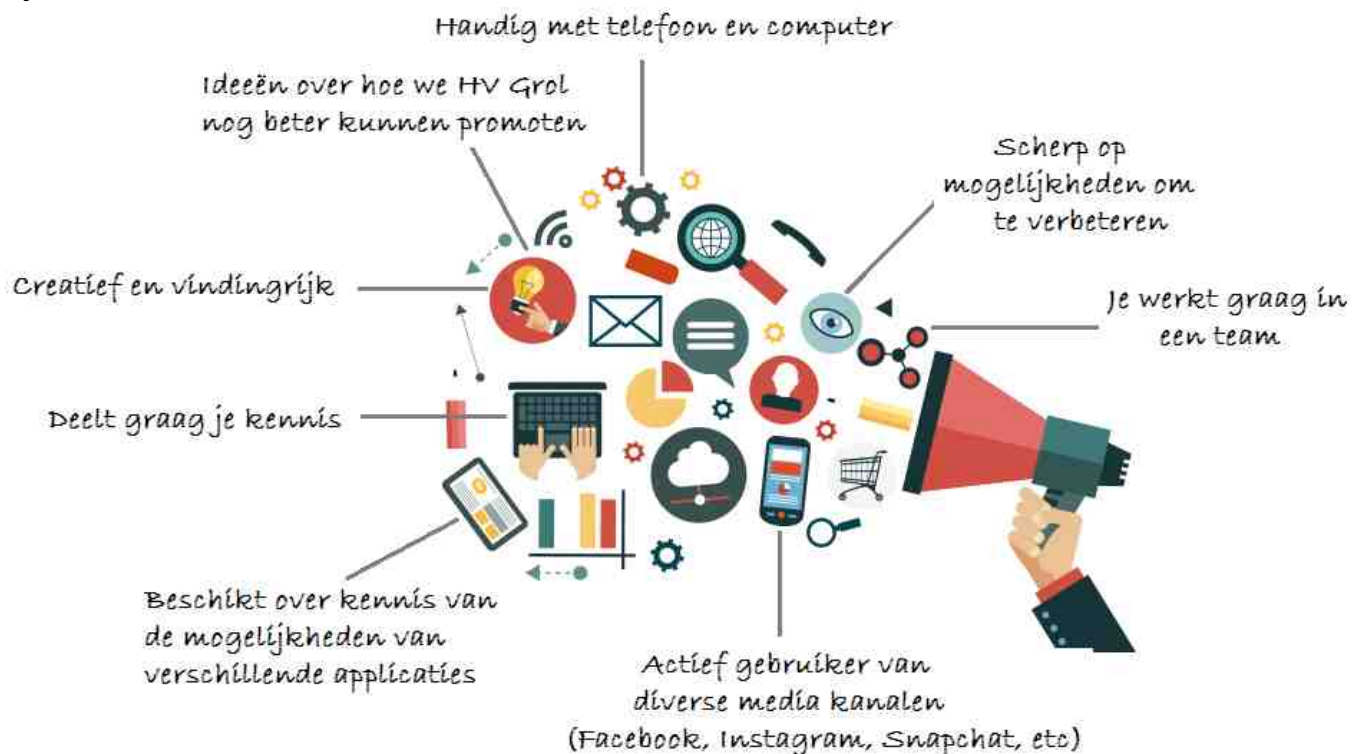 Handig met telefoon en computer
Ideeën over hoe we HV Grol
nog beter kunnen promoten
Scherp op
mogelijkheden om
te verbeteren
Creatief en vindingrijk
Je werkt graag in
een team
Deelt graag je kennis
Beschikt over kennis van
de mogelijkheden van
verschillende applicaties
Actief gebruiker van
diverse media kanalen
(Facebook, Instagram, Snapchat, etc)